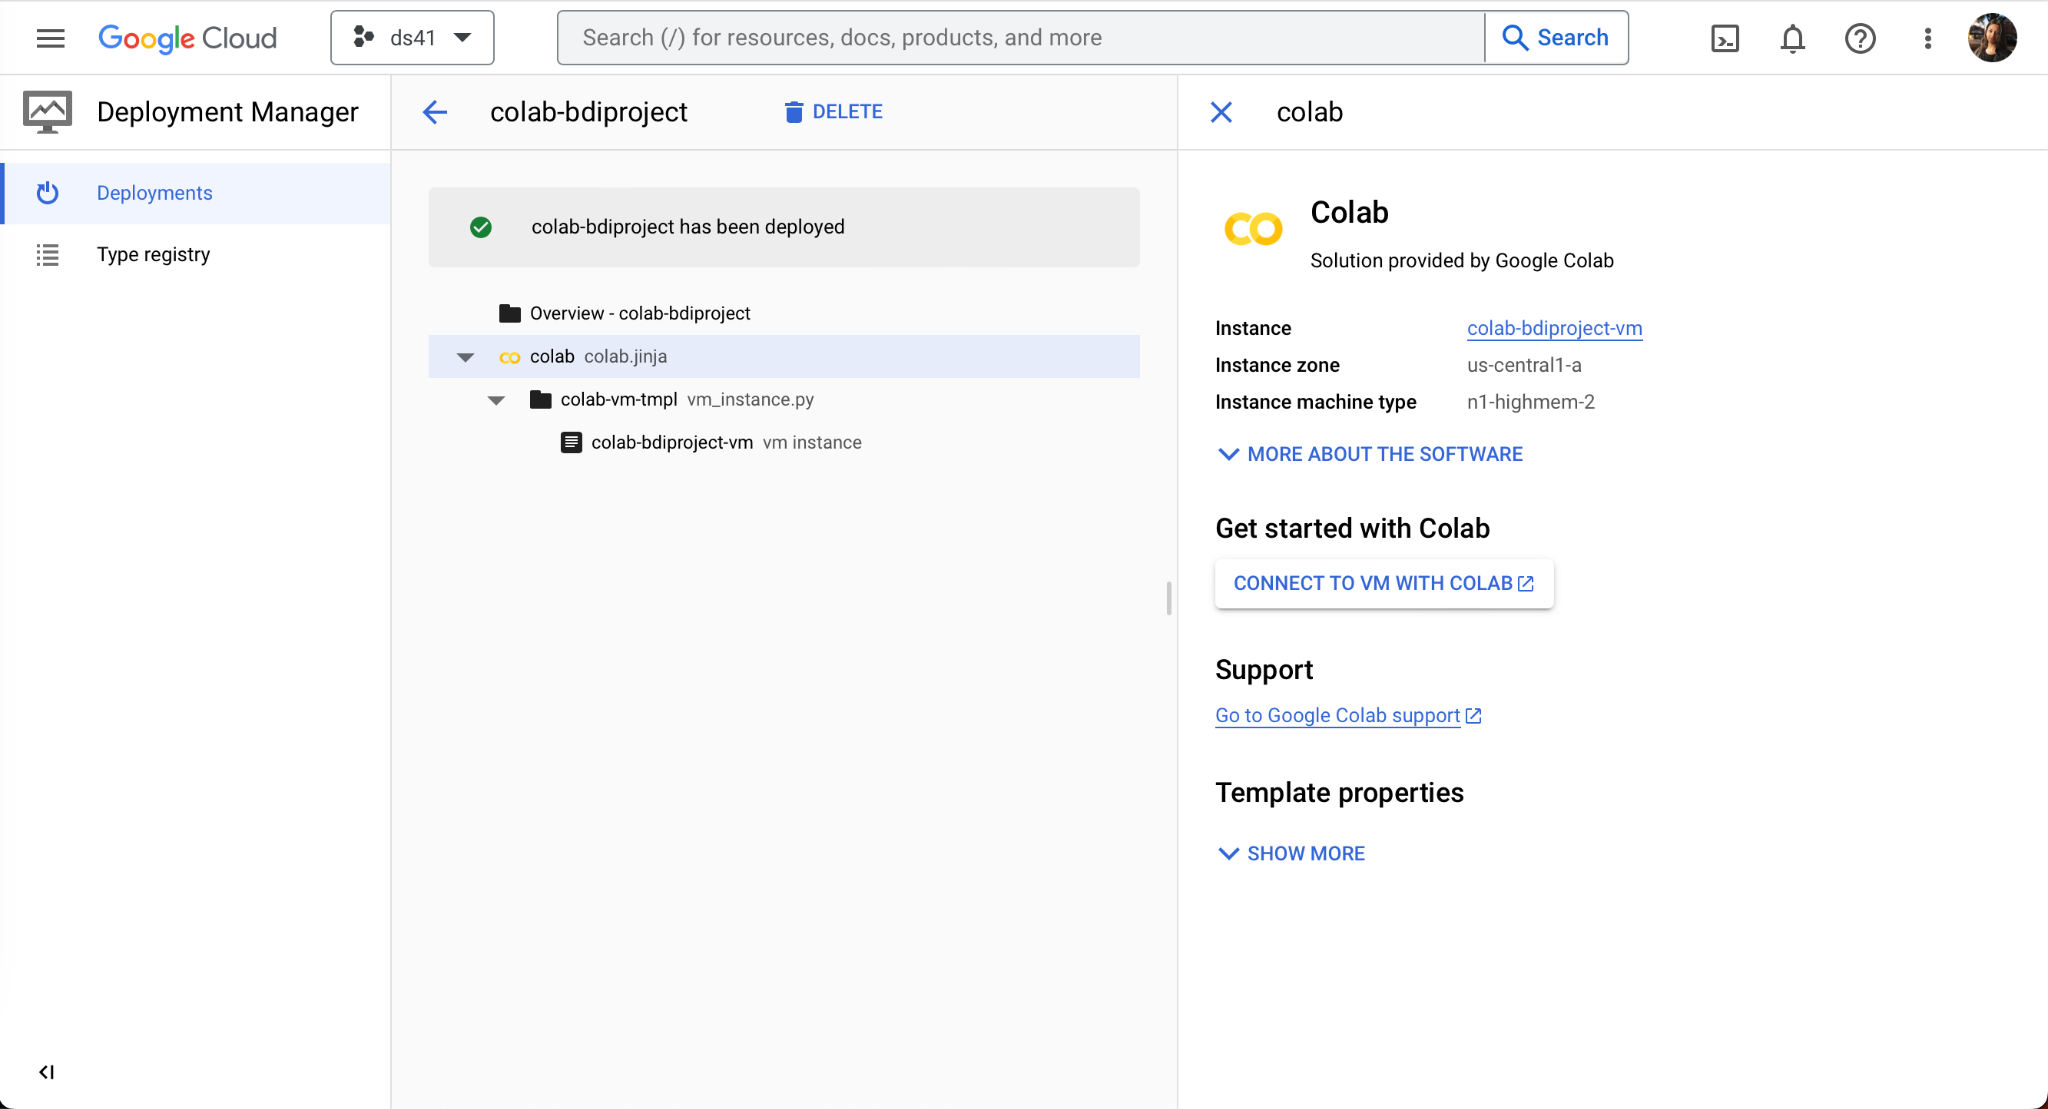 Google Cloud
ds41
Search (/) for resources, docs, products, and more
Search
Deployment Manager
Deployments
Type registry
colab-bdiproject
DELETE
colab-bdiproject has been deployed
Overview - colab-bdiproject
colab colab.jinja
colab-vm-tmpl vm_instance.py
colab-bdiproject-vm vm instance
colab
Colab
Solution provided by Google Colab
Instance colab-bdiproject-vm
Instance zone us-central1-a
Instance machine type n1-highmem-2
MORE ABOUT THE SOFTWARE
Get started with Colab
CONNECT TO VM WITH COLAB
Support
Go to Google Colab support
Template properties
SHOW MORE